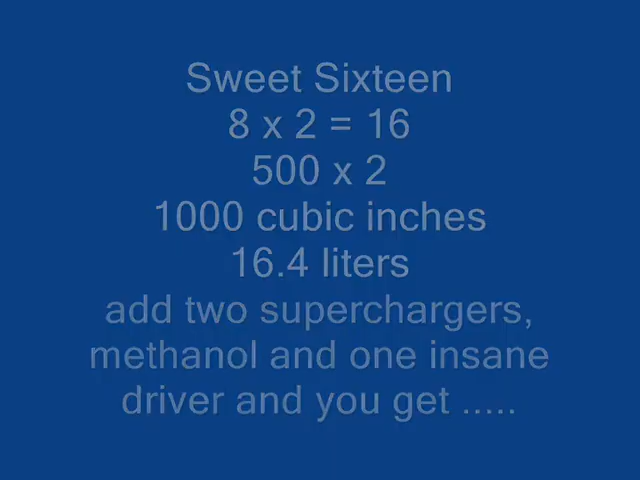 Sweet Sixteen
8 x 2 = 16
500 x 2
1000 cubic inches
16.4 liters
add two superchargers,
methanol and one insane
driver and you get .....